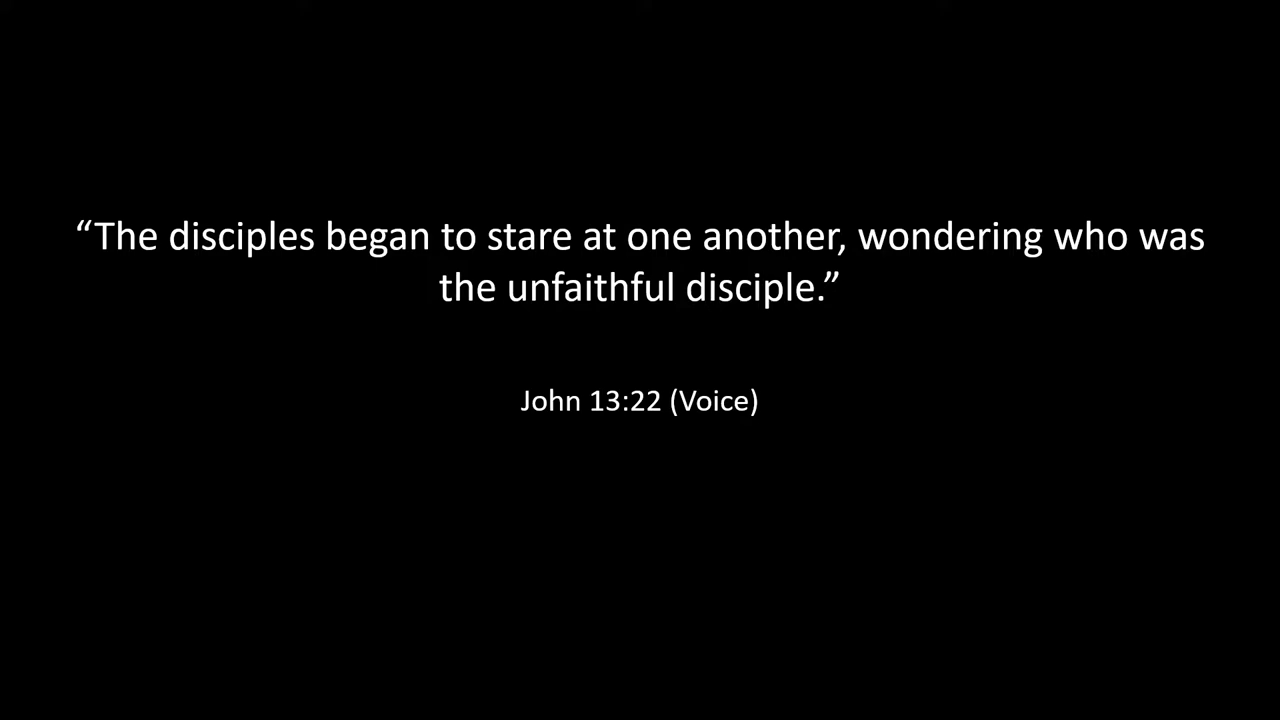 “The disciples began to stare at one another, wondering who was
the unfaithful disciple.”
John 13:22 (Voice)